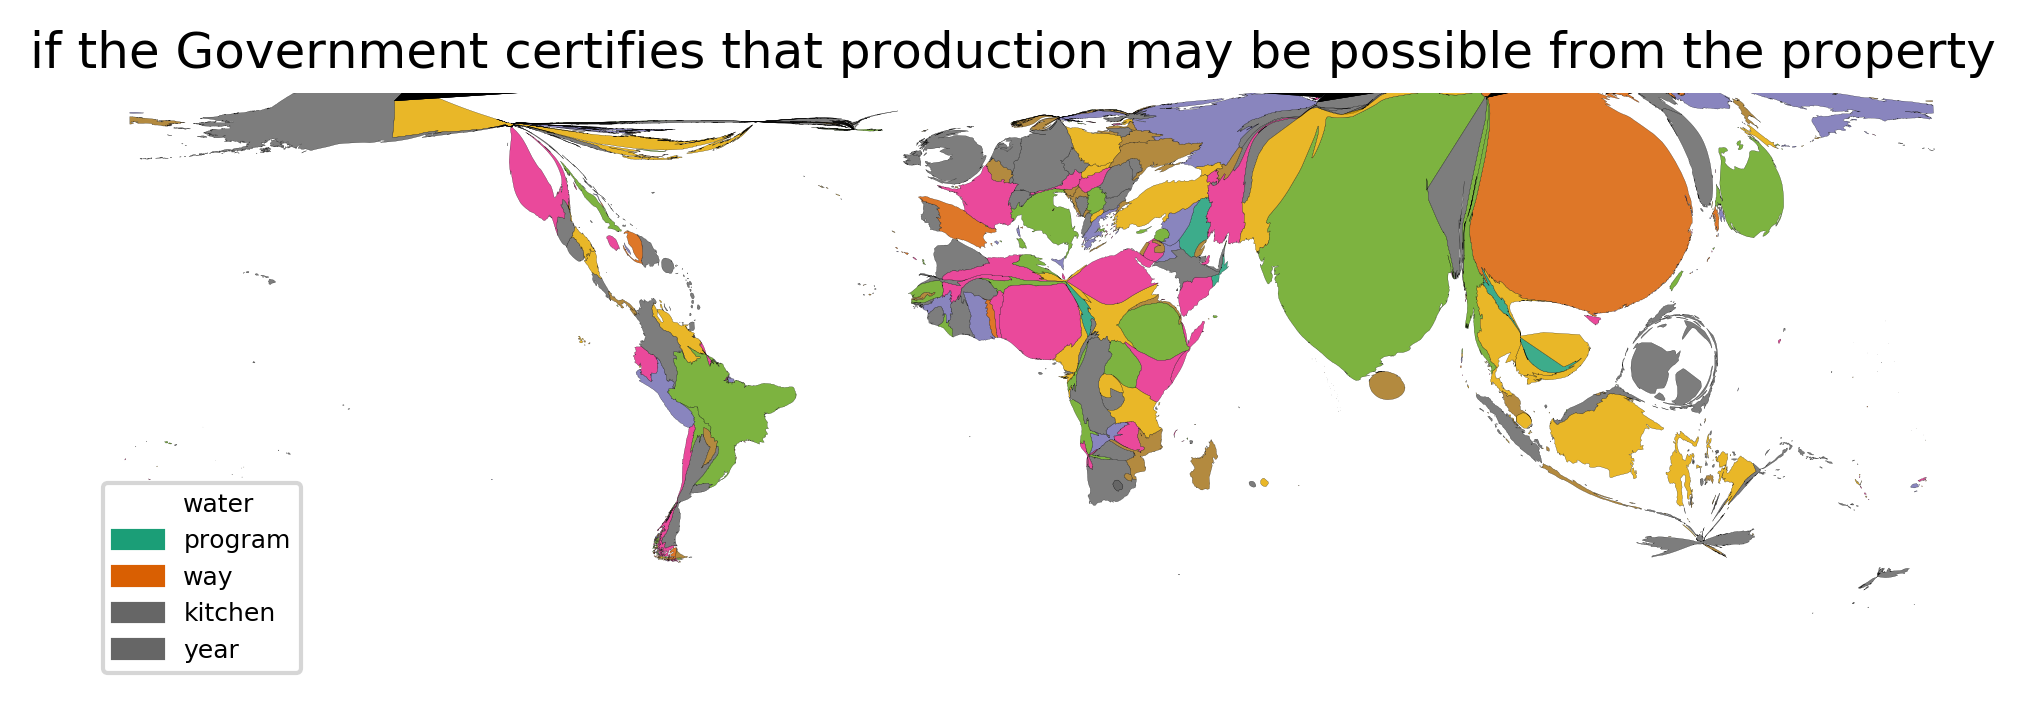 if the Government certifies that production may be possible from the property
water
program
way
kitchen
year